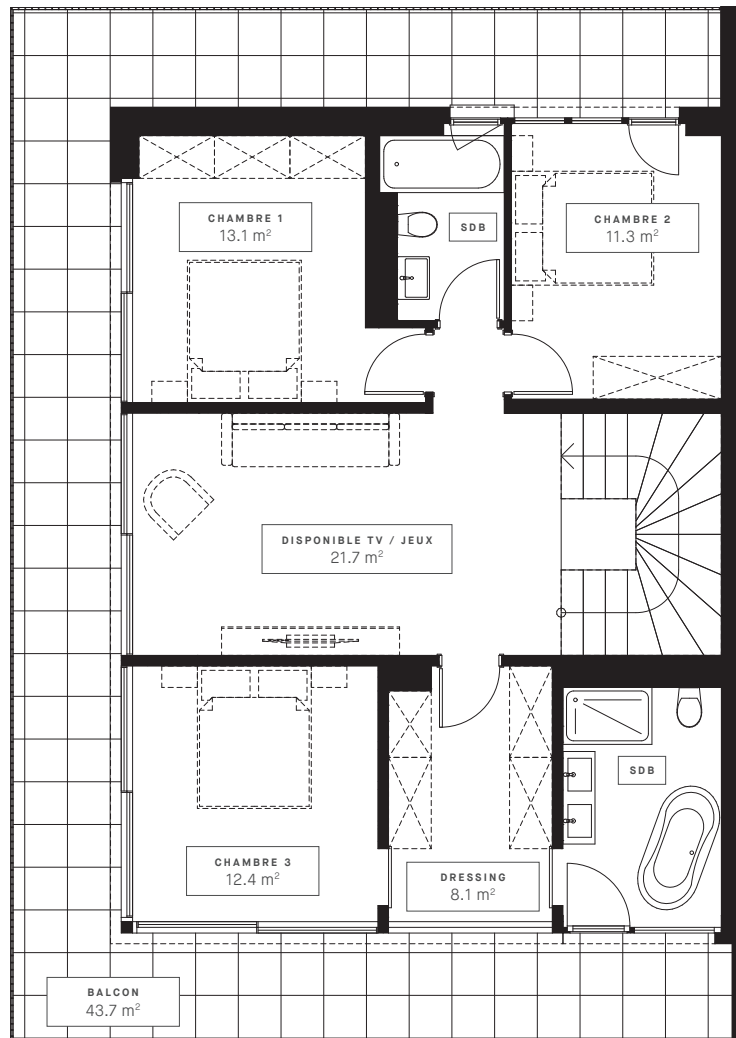 CHAMBRE 1
13.1 m²
SDB
CHAMBRE 2
11.3 m²
DISPONIBLE TV / JEUX
21.7 m²
SDB
CHAMBRE 3
12.4 m²
DRESSING
8.1 m²
BALCON
43.7 m²